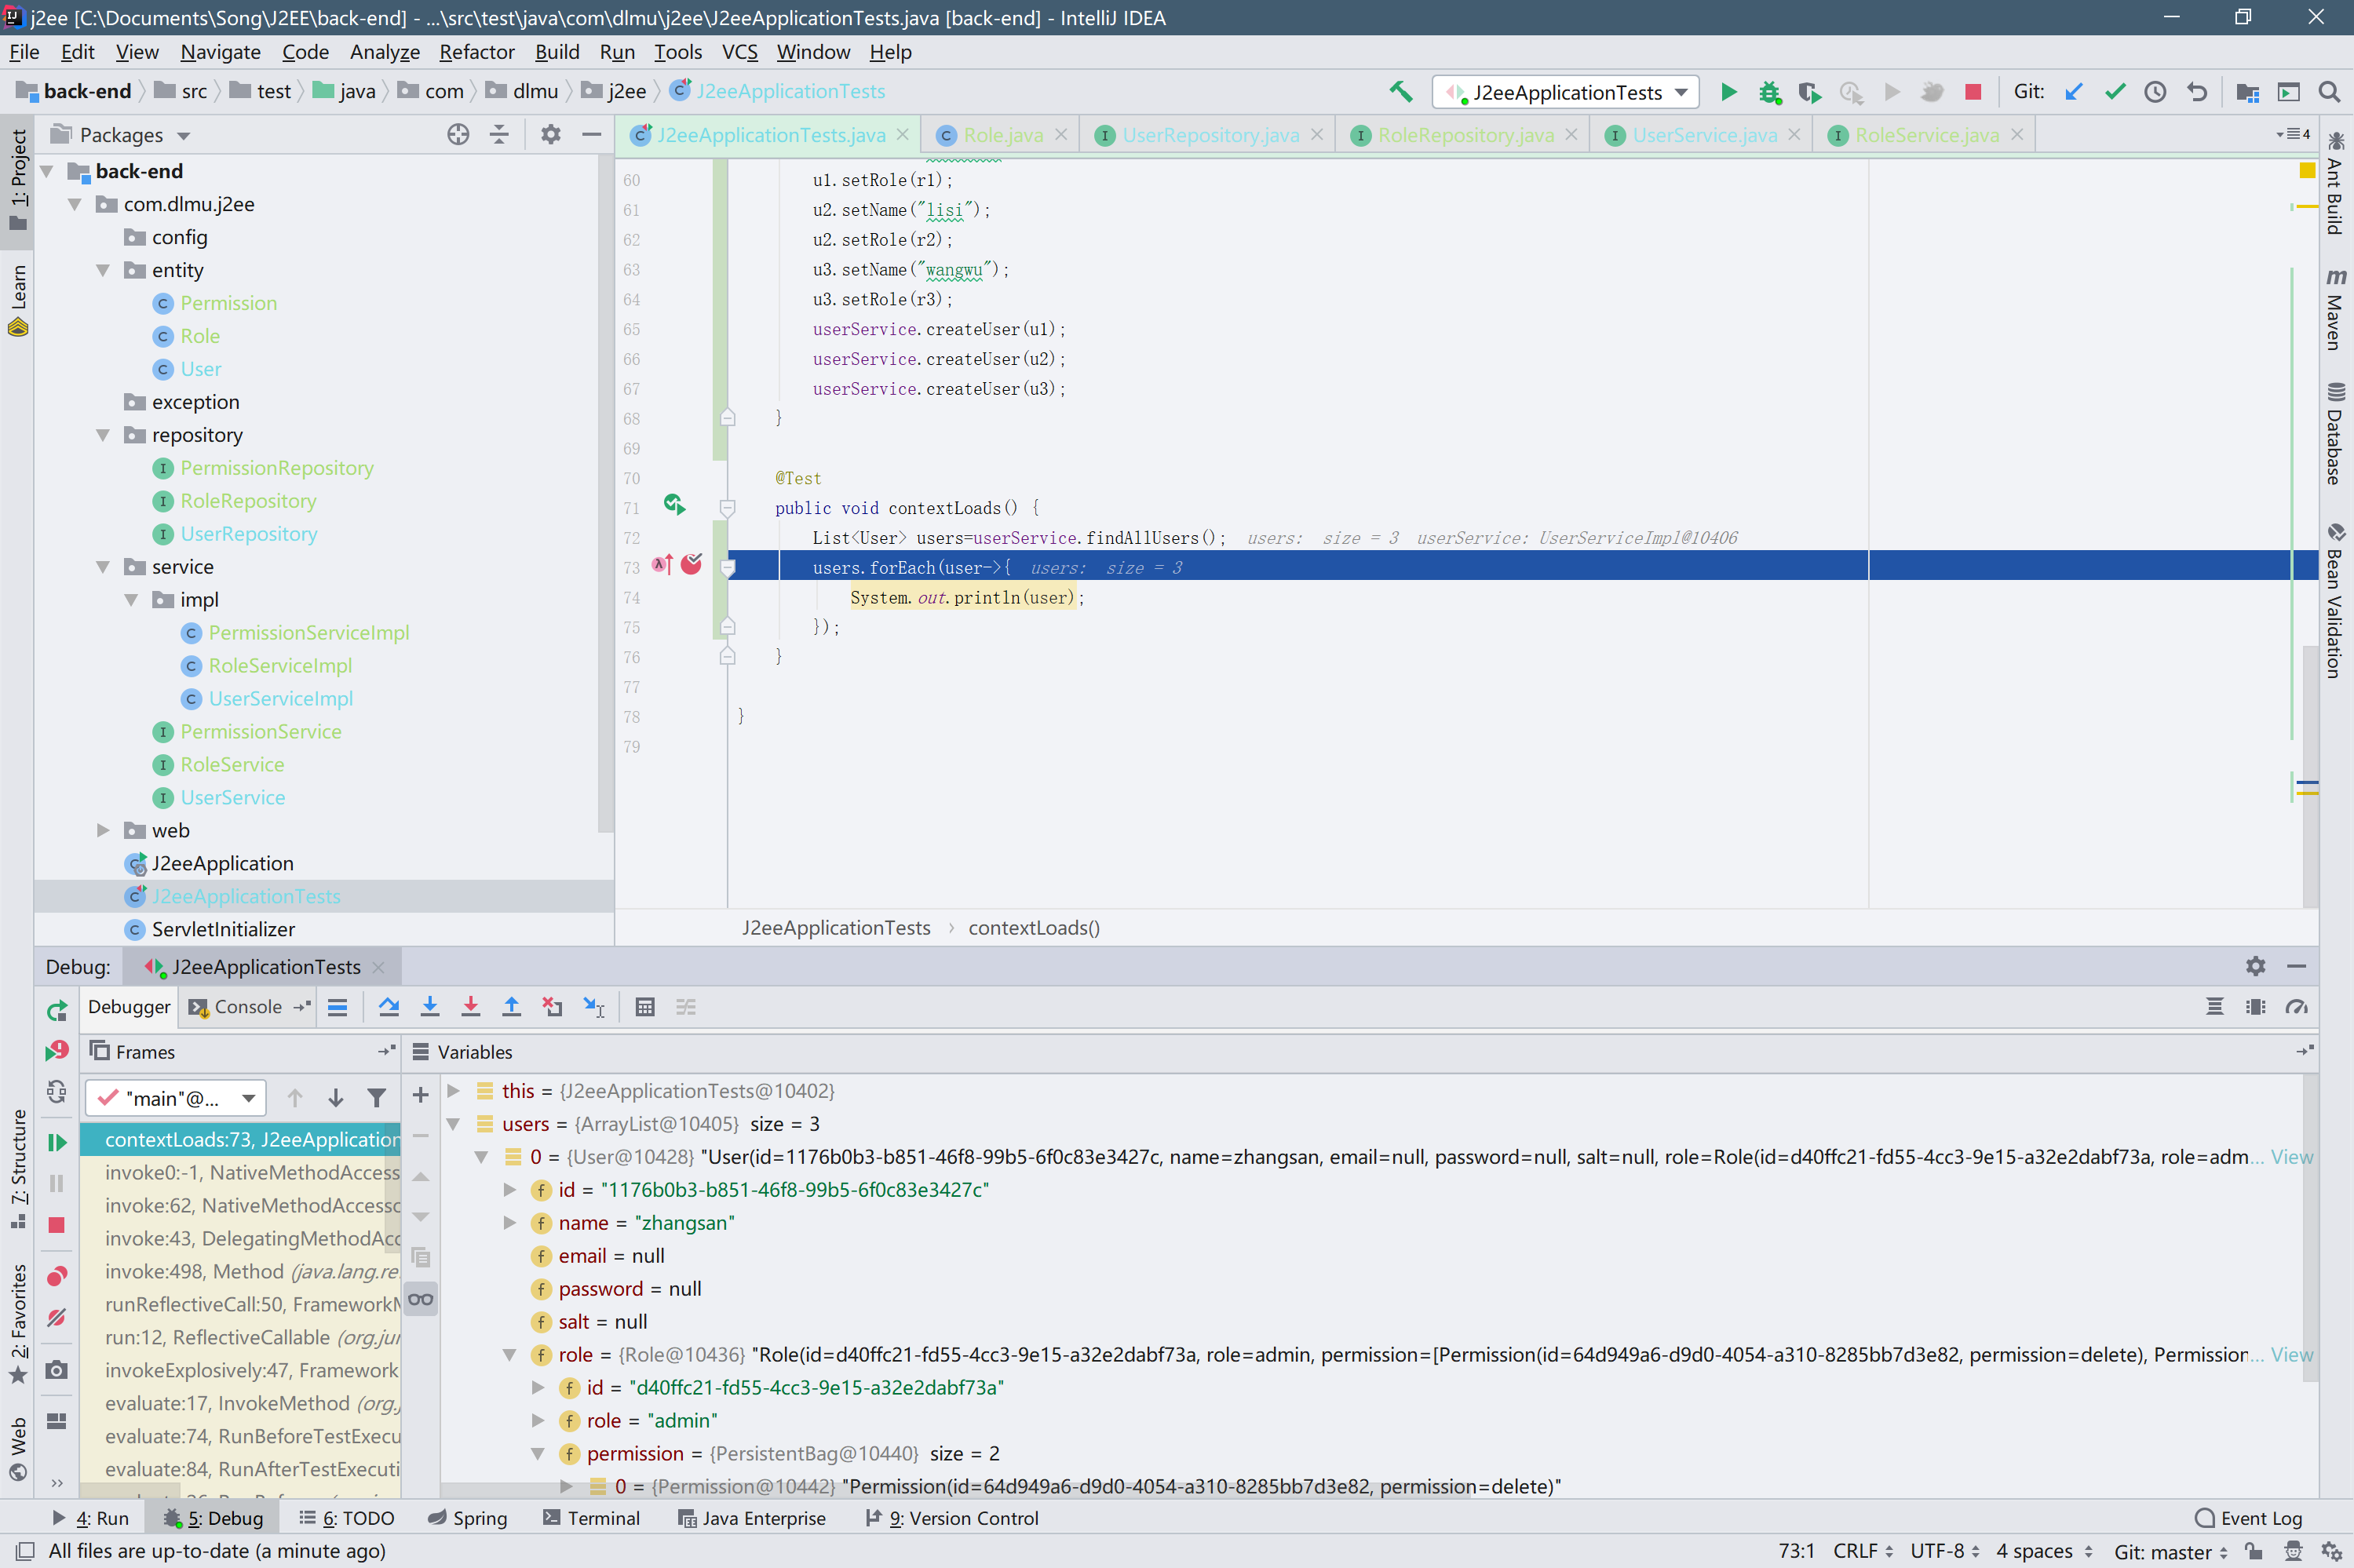 j2ee [C:\Documents\Song\J2EE\back-end] - ...\src\test\java\com\dlmu\j2ee\J2eeApplicationTests.java [back-end] - IntelliJ IDEA
File Edit View Navigate Code Analyze Refactor Build Run Tools VCS Window Help
back-end src test java com dlmu j2ee J2eeApplicationTests
J2eeApplicationTests Git:
1: Project
Learn
7: Structure
2: Favorites
Web
Packages
back-end
com.dlmu.j2ee
config
entity
Permission
Role
User
exception
repository
PermissionRepository
RoleRepository
UserRepository
service
impl
PermissionServiceImpl
RoleServiceImpl
UserServiceImpl
PermissionService
RoleService
UserService
web
J2eeApplication
J2eeApplicationTests
ServletInitializer
J2eeApplicationTests.java Role.java UserRepository.java RoleRepository.java UserService.java RoleService.java 4
60 u1.setRole(r1);
61 u2.setName("lisi");
62 u2.setRole(r2);
63 u3.setName("wangwu");
64 u3.setRole(r3);
65 userService.createUser(u1);
66 userService.createUser(u2);
67 userService.createUser(u3);
68 }
69
70 @Test
71 public void contextLoads() {
72 List<User> users=userService.findAllUsers(); users: size = 3 userService: UserServiceImpl@10406
73 users.forEach(user->{ users: size = 3
74 System.out.println(user);
75 });
76 }
77
78 }
79
J2eeApplicationTests › contextLoads()
Ant Build
Maven
Database
Bean Validation
Debug: J2eeApplicationTests
Debugger Console
Frames
"main"@...
contextLoads:73, J2eeApplication
invoke0:-1, NativeMethodAccess
invoke:62, NativeMethodAccesso
invoke:43, DelegatingMethodAcc
invoke:498, Method (java.lang.re
runReflectiveCall:50, FrameworkM
run:12, ReflectiveCallable (org.jun
invokeExplosively:47, Framework
evaluate:17, InvokeMethod (org.j
evaluate:74, RunBeforeTestExecu
evaluate:84, RunAfterTestExecuti
Variables
this = {J2eeApplicationTests@10402}
users = {ArrayList@10405} size = 3
0 = {User@10428} "User(id=1176b0b3-b851-46f8-99b5-6f0c83e3427c, name=zhangsan, email=null, password=null, salt=null, role=Role(id=d40ffc21-fd55-4cc3-9e15-a32e2dabf73a, role=adm... View
id = "1176b0b3-b851-46f8-99b5-6f0c83e3427c"
name = "zhangsan"
email = null
password = null
salt = null
role = {Role@10436} "Role(id=d40ffc21-fd55-4cc3-9e15-a32e2dabf73a, role=admin, permission=[Permission(id=64d949a6-d9d0-4054-a310-8285bb7d3e82, permission=delete), Permission... View
id = "d40ffc21-fd55-4cc3-9e15-a32e2dabf73a"
role = "admin"
permission = {PersistentBag@10440} size = 2
0 = {Permission@10442} "Permission(id=64d949a6-d9d0-4054-a310-8285bb7d3e82, permission=delete)"
4: Run 5: Debug 6: TODO Spring Terminal Java Enterprise 9: Version Control Event Log
All files are up-to-date (a minute ago) 73:1 CRLF UTF-8 4 spaces Git: master